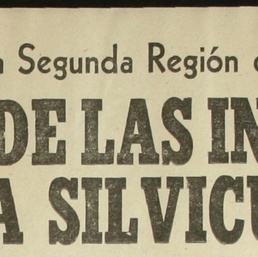 Segunda Región
DE LAS IN
A SILVICU